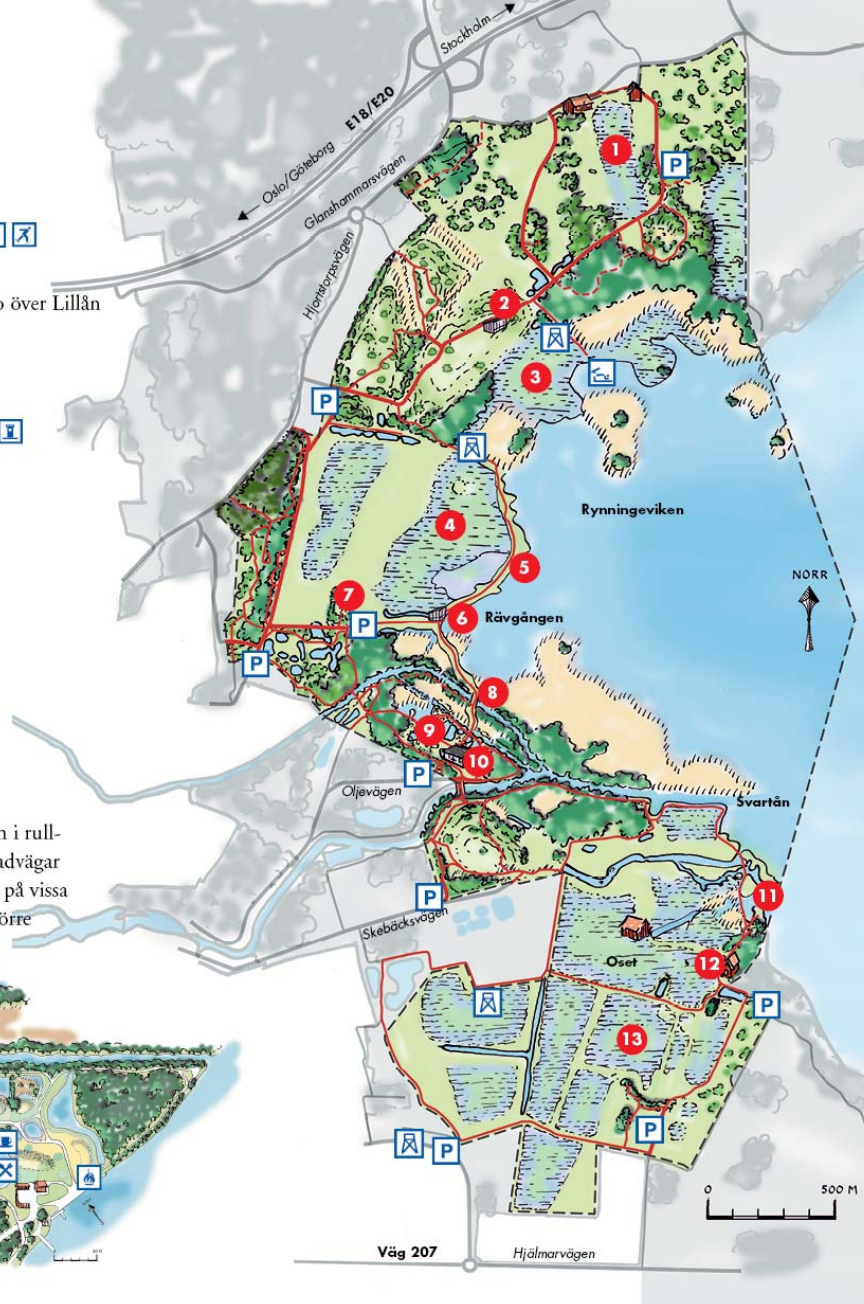 Stockholm
E18/E20
Oslo/Göteborg
Glanshammarsvägen
Hjortstorpsvägen
1
P
över Lillån
2
3
P
4
Rynningeviken
5
NORR
7
6
Rävgången
P
P
8
9
10
P
Oljevägen
Svartån
n i rull-
advägar
på vissa
örre
11
P
Skebäcksvägen
Oset
12
P
13
P
P
0 500 M
Väg 207
Hjälmarvägen